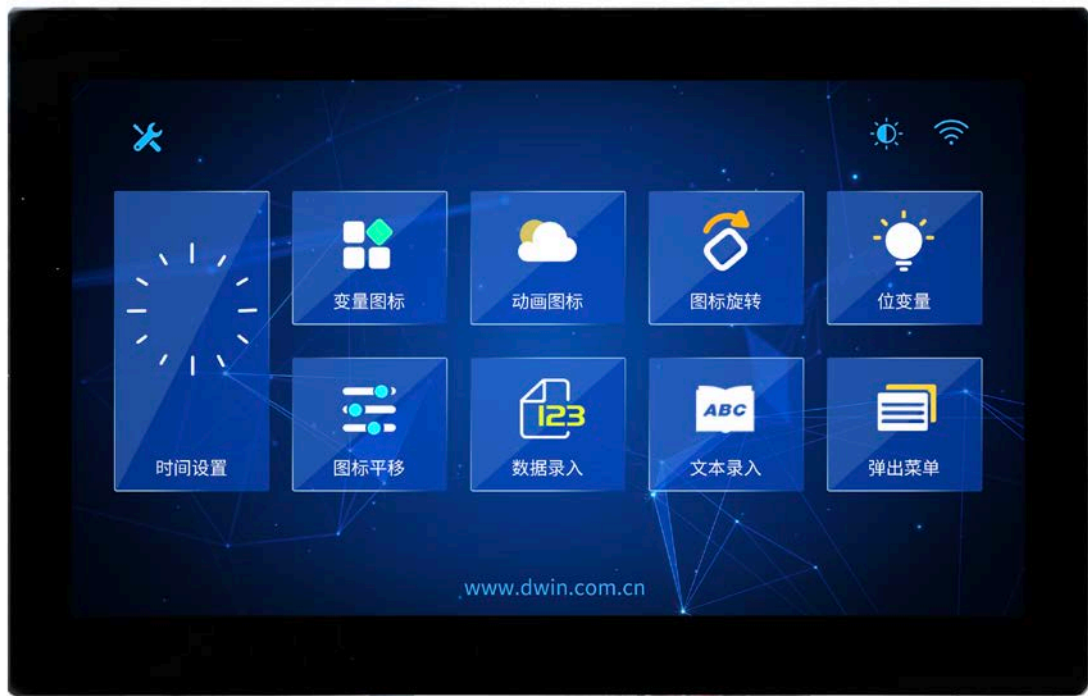 变量图标
动画图标
图标旋转
位变量
时间设置
图标平移
123
数据录入
ABC
文本录入
弹出菜单
www.dwin.com.cn